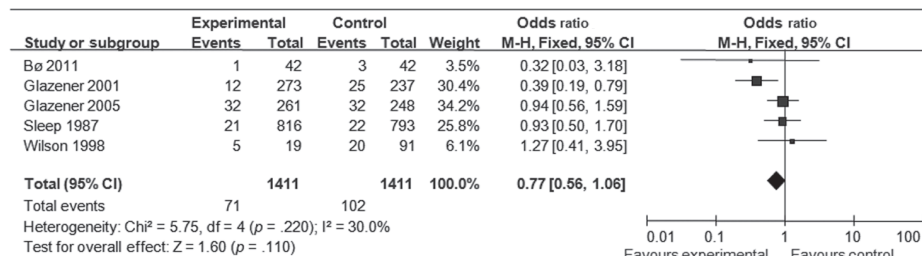 Experimental Control Odds ratio Odds ratio
Study or subgroup Events Total Events Total Weight M-H, Fixed, 95% CI M-H, Fixed, 95% CI
Bø 2011 1 42 3 42 3.5% 0.32 [0.03, 3.18]
Glazener 2001 12 273 25 237 30.4% 0.39 [0.19, 0.79]
Glazener 2005 32 261 32 248 34.2% 0.94 [0.56, 1.59]
Sleep 1987 21 816 22 793 25.8% 0.93 [0.50, 1.70]
Wilson 1998 5 19 20 91 6.1% 1.27 [0.41, 3.95]
Total (95% CI) 1411 1411 100.0% 0.77 [0.56, 1.06]
Total events 71 102
Heterogeneity: Chi² = 5.75, df = 4 (p = .220); I² = 30.0%
Test for overall effect: Z = 1.60 (p = .110)
0.01 0.1 1 10 100
Favours experimental Favours control